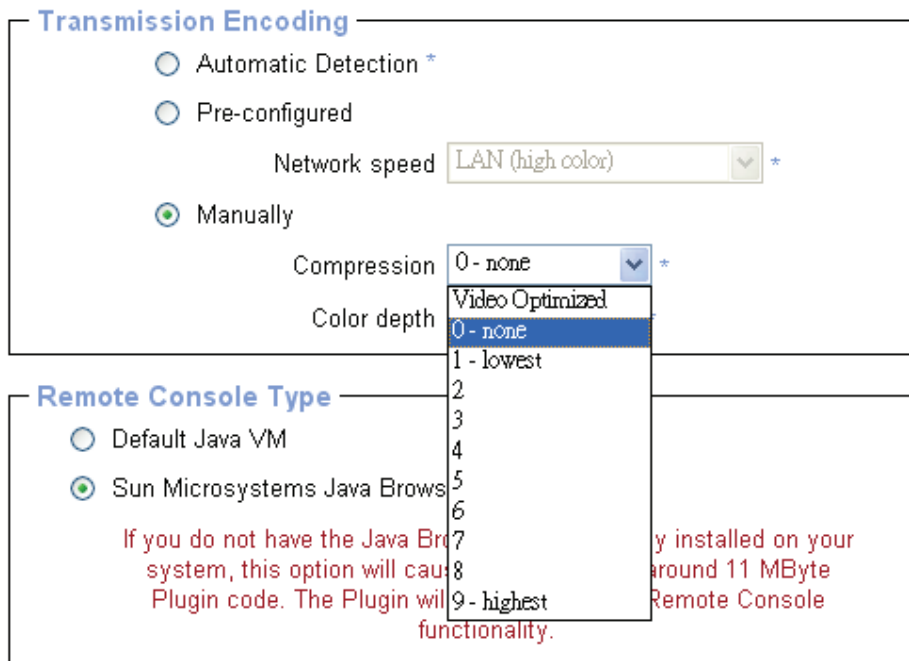 Transmission Encoding
Automatic Detection *
Pre-configured
Network speed LAN (high color) *
Manually
Compression 0 - none *
Color depth
Video Optimized
0 - none
1 - lowest
2
3
4
5
6
7
8
9 - highest
Remote Console Type
Default Java VM
Sun Microsystems Java Brows
If you do not have the Java Br y installed on your
system, this option will cau around 11 MByte
Plugin code. The Plugin will Remote Console
functionality.